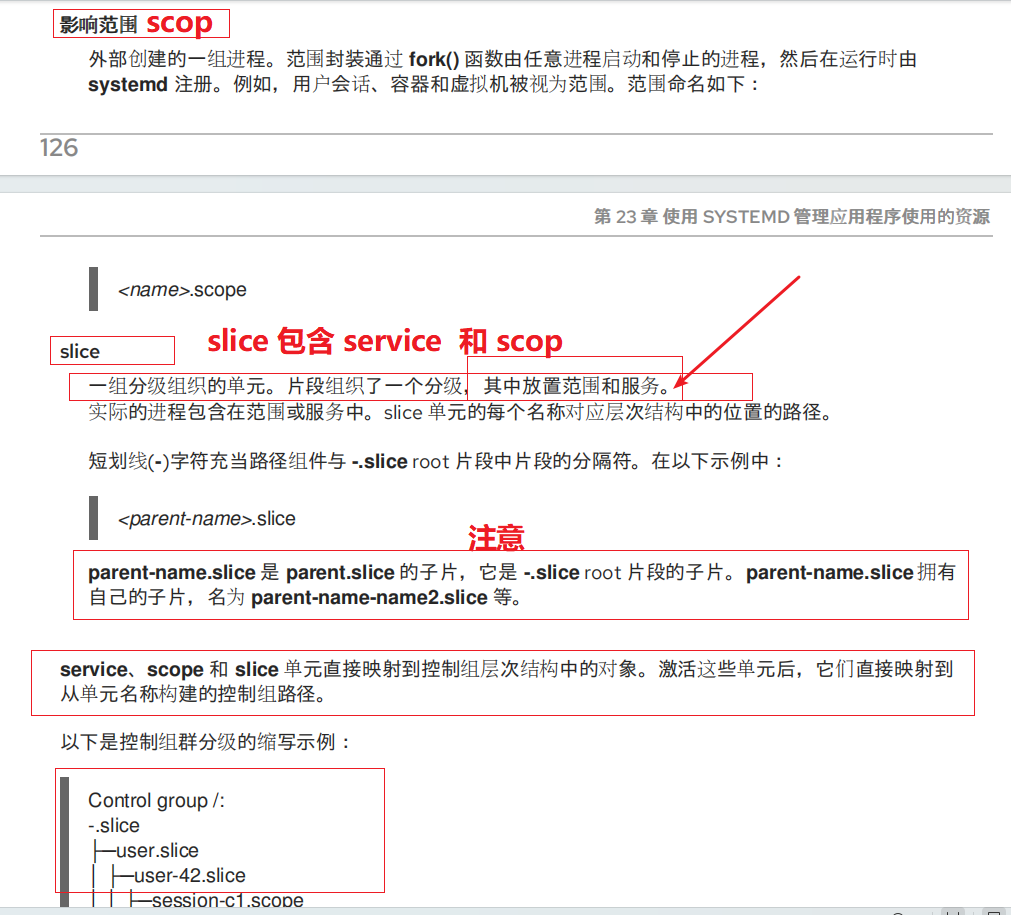 影响范围 scop
外部创建的一组进程。范围封装通过 fork() 函数由任意进程启动和停止的进程，然后在运行时由
systemd 注册。例如，用户会话、容器和虚拟机被视为范围。范围命名如下：
126
第 23 章 使用 SYSTEMD 管理应用程序使用的资源
<name>.scope
slice 包含 service 和 scop
slice
一组分级组织的单元。片段组织了一个分级，其中放置范围和服务。
实际的进程包含在范围或服务中。slice 单元的每个名称对应层次结构中的位置的路径。
短划线(-)字符充当路径组件与 -.slice root 片段中片段的分隔符。在以下示例中：
<parent-name>.slice
注意
parent-name.slice 是 parent.slice 的子片，它是 -.slice root 片段的子片。parent-name.slice 拥有
自己的子片，名为 parent-name-name2.slice 等。
service、scope 和 slice 单元直接映射到控制组层次结构中的对象。激活这些单元后，它们直接映射到
从单元名称构建的控制组路径。
以下是控制组群分级的缩写示例：
Control group /:
-.slice
├─user.slice
│ ├─user-42.slice
│ │ ├─session-c1.scope